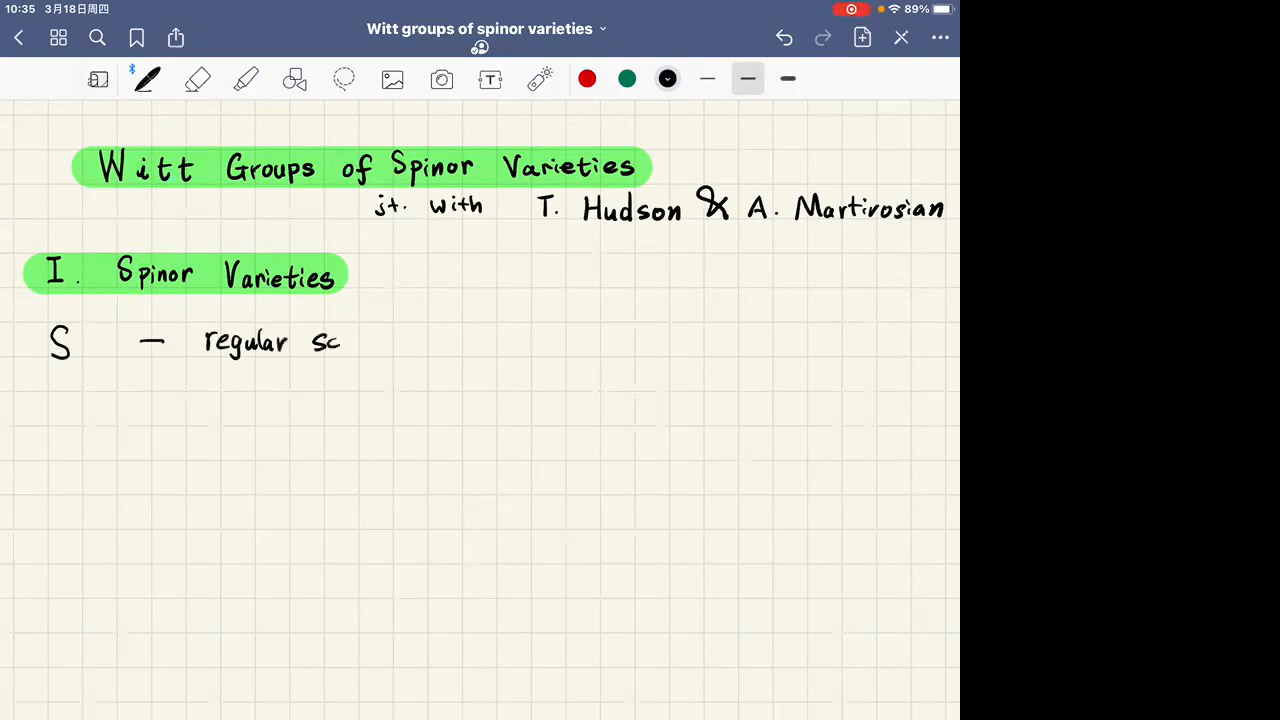 10:35 3月18日周四 89%
Witt groups of spinor varieties
T
Witt Groups of Spinor Varieties
jt. with T. Hudson & A. Martirosian
I. Spinor Varieties
S — regular sc